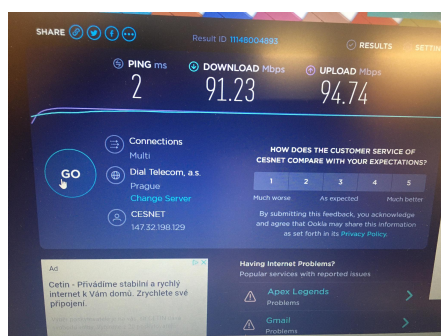 SHARE
Result ID 11148004893
RESULTS
PING ms
2
DOWNLOAD Mbps
91.23
UPLOAD Mbps
94.74
GO
Connections
Multi
Dial Telecom, a.s.
Prague
Change Server
CESNET
147.32.198.129
HOW DOES THE CUSTOMER SERVICE OF
CESNET COMPARE WITH YOUR EXPECTATIONS?
1 2 3 4 5
Much worse As expected Much better
By submitting this feedback, you acknowledge
and agree that Ookla may share this information
as set forth in its Privacy Policy.
Ad
Cetin - Přivádíme stabilní a rychlý
internet k Vám domů. Zrychlete své
připojení.
Having Internet Problems?
Popular services with reported issues
Apex Legends
Problems
Gmail
Problems